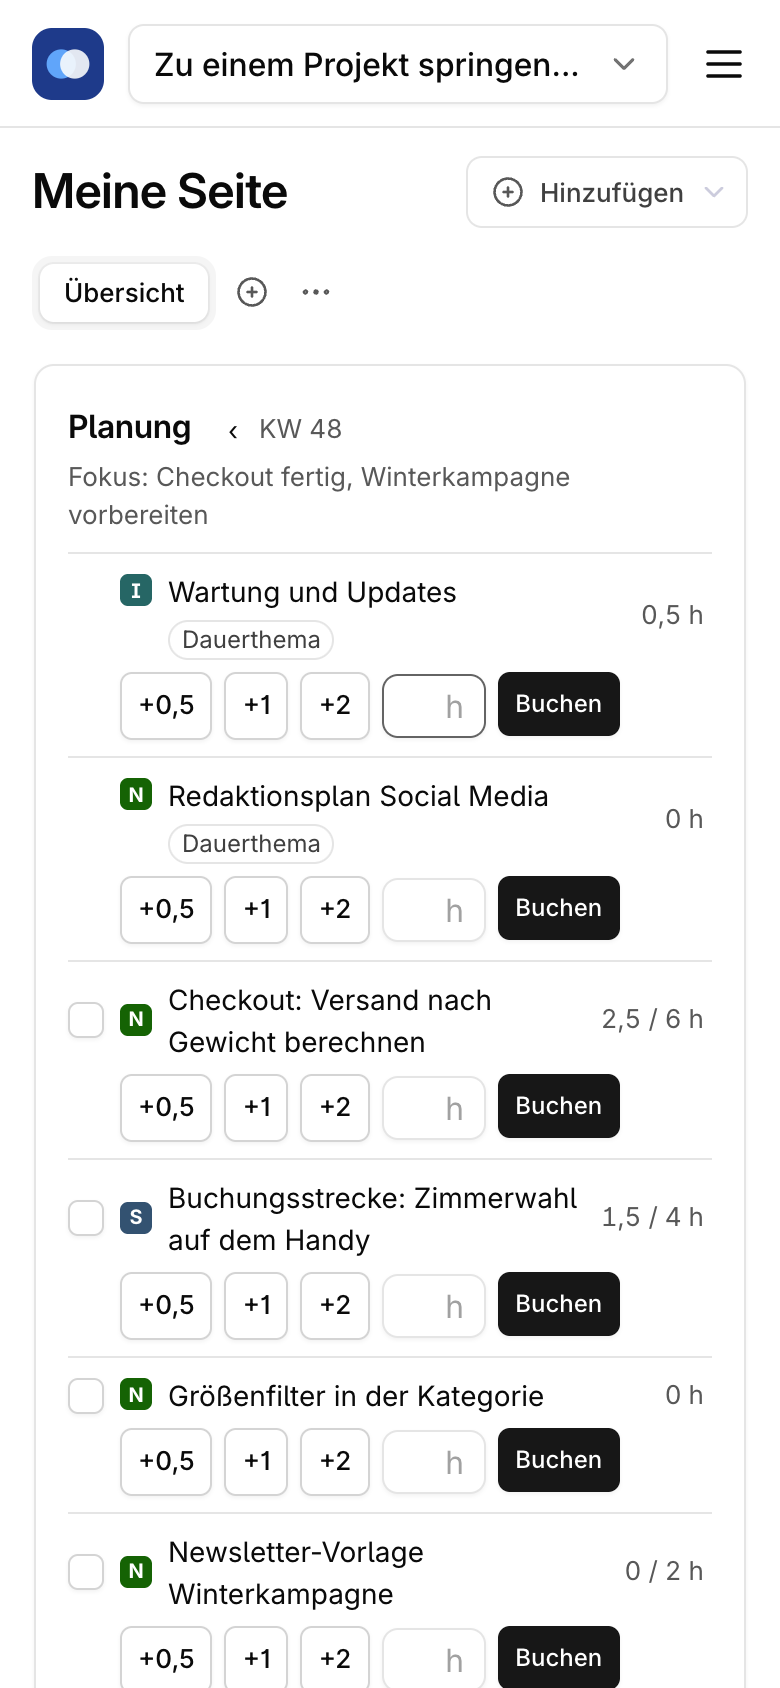 Zu einem Projekt springen...
Meine Seite
Hinzufügen
Übersicht
Planung ‹ KW 48
Fokus: Checkout fertig, Winterkampagne
vorbereiten
I Wartung und Updates
0,5 h
Dauerthema
+0,5 +1 +2 h Buchen
N Redaktionsplan Social Media
0 h
Dauerthema
+0,5 +1 +2 h Buchen
N Checkout: Versand nach
Gewicht berechnen
2,5 / 6 h
+0,5 +1 +2 h Buchen
S Buchungsstrecke: Zimmerwahl
auf dem Handy
1,5 / 4 h
+0,5 +1 +2 h Buchen
N Größenfilter in der Kategorie 0 h
+0,5 +1 +2 h Buchen
N Newsletter-Vorlage
Winterkampagne
0 / 2 h
+0,5 +1 +2 h Buchen